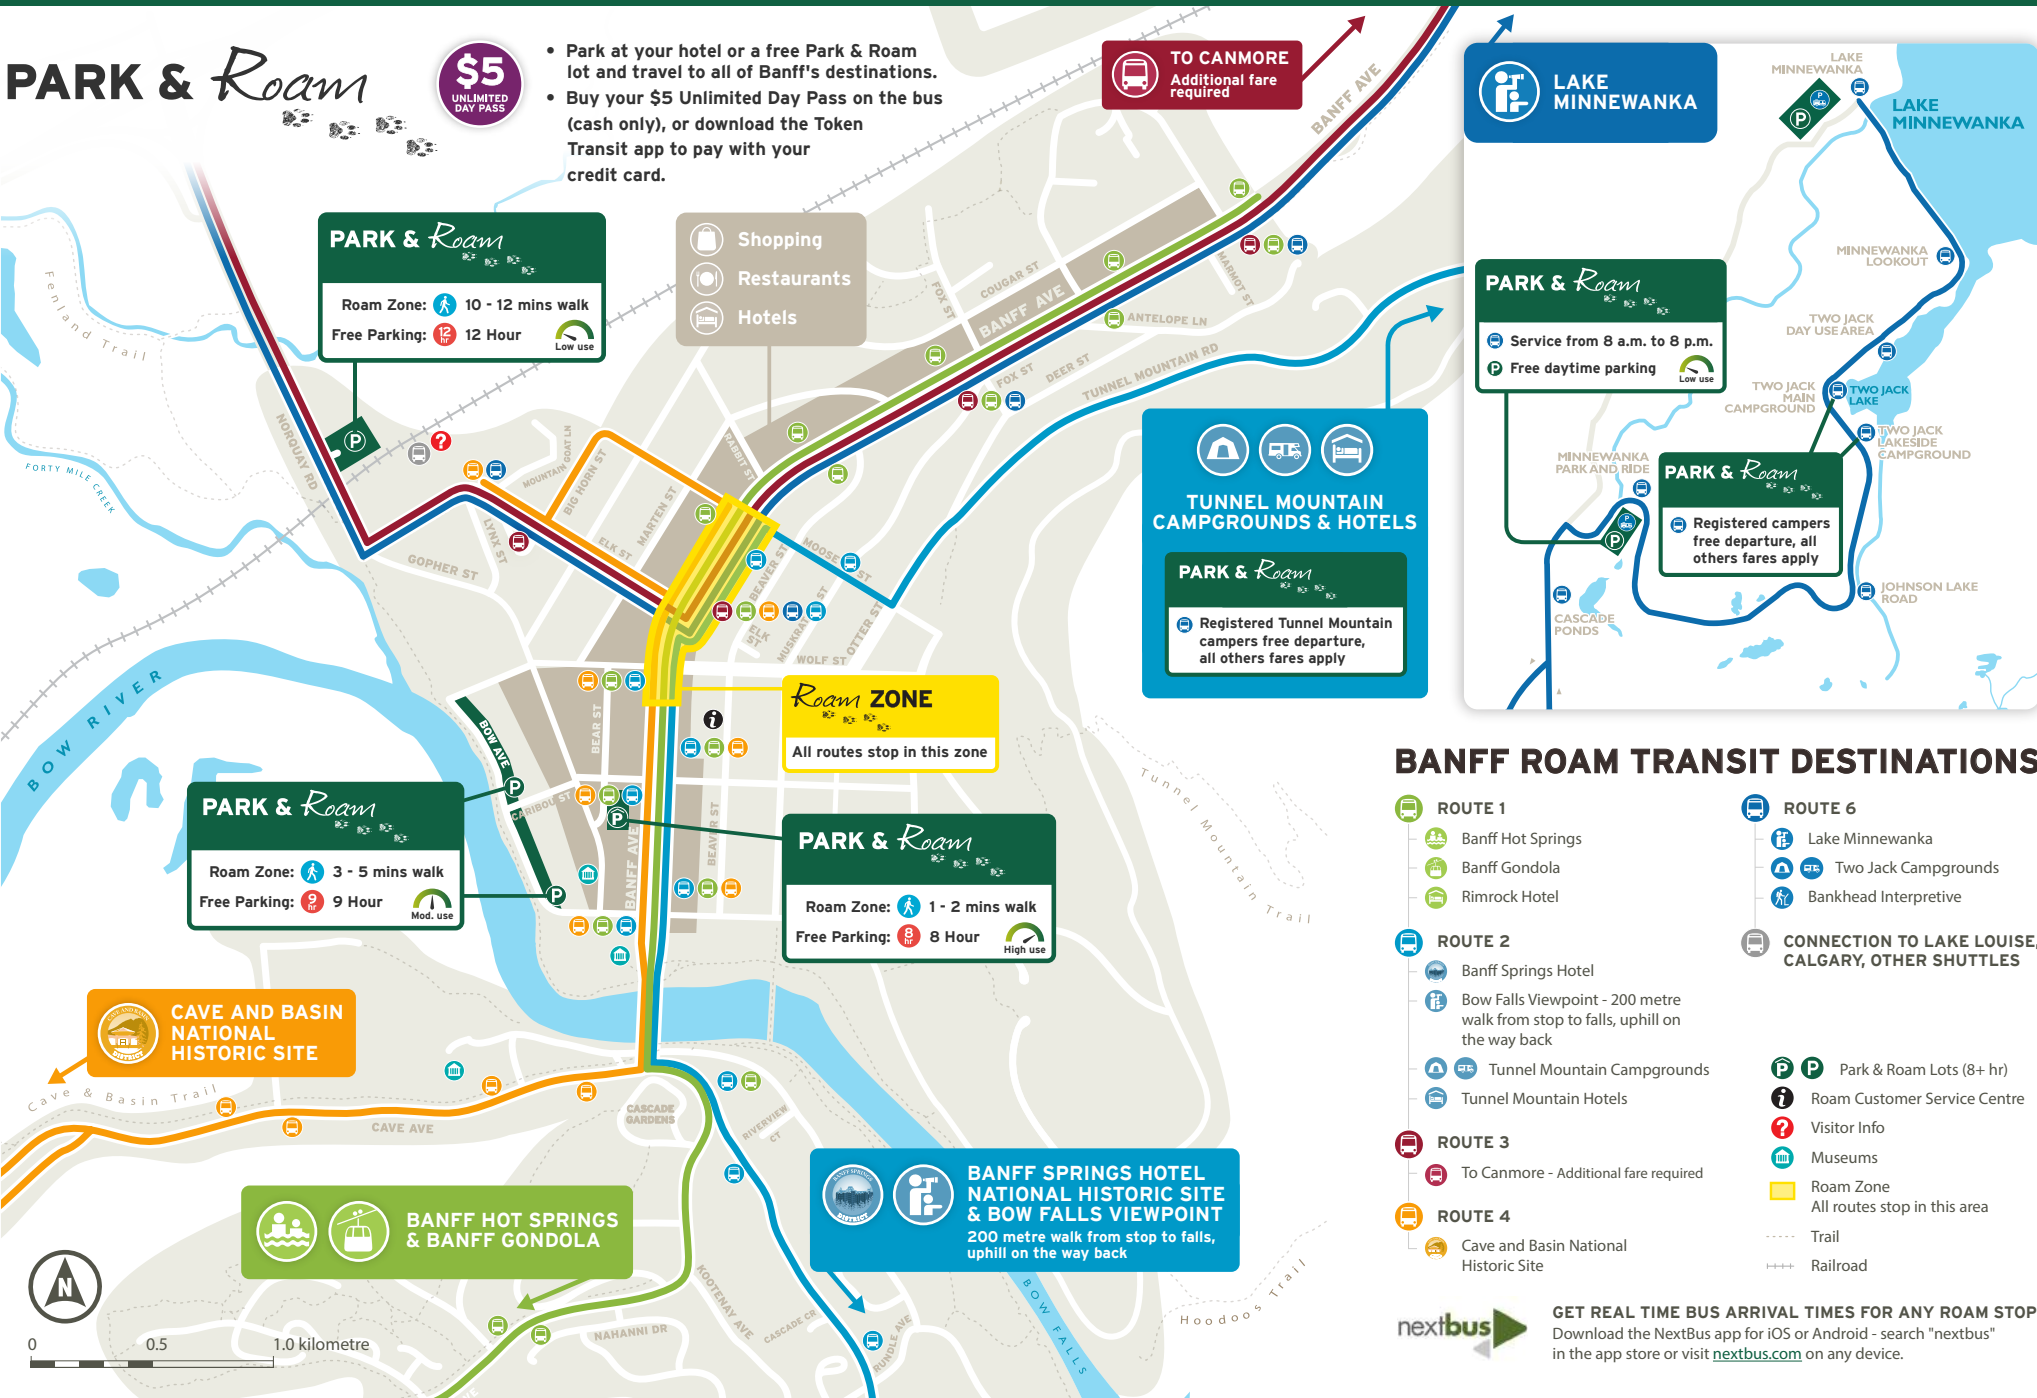 PARK & Roam
$5
UNLIMITED
DAY PASS
• Park at your hotel or a free Park & Roam
lot and travel to all of Banff's destinations.
• Buy your $5 Unlimited Day Pass on the bus
(cash only), or download the Token
Transit app to pay with your
credit card.
TO CANMORE
Additional fare
required
BANFF AVE
LAKE
MINNEWANKA
LAKE
MINNEWANKA
P
P
LAKE
MINNEWANKA
MINNEWANKA
LOOKOUT
TWO JACK
DAY USE AREA
TWO JACK
MAIN
CAMPGROUND
TWO JACK
LAKE
TWO JACK
LAKESIDE
CAMPGROUND
MINNEWANKA
PARK AND RIDE
P
P
JOHNSON LAKE
ROAD
CASCADE
PONDS
PARK & Roam
Service from 8 a.m. to 8 p.m.
P Free daytime parking
Low use
PARK & Roam
Registered campers
free departure, all
others fares apply
PARK & Roam
Roam Zone: 10 - 12 mins walk
Free Parking: 12 hr 12 Hour
Low use
Shopping
Restaurants
Hotels
Fenland Trail
FORTY MILE CREEK
NORQUAY RD
P
?
MOUNTAIN GOAT LN
BIG HORN ST
LYNX ST
GOPHER ST
ELK ST
MARTEN ST
RABBIT ST
FOX ST
COUGAR ST
BANFF AVE
MARMOT ST
ANTELOPE LN
FOX ST
DEER ST
TUNNEL MOUNTAIN RD
MOOSE ST
BEAVER ST
ELK
ST
MUSKRAT ST
OTTER ST
WOLF ST
TUNNEL MOUNTAIN
CAMPGROUNDS & HOTELS
PARK & Roam
Registered Tunnel Mountain
campers free departure,
all others fares apply
Roam ZONE
All routes stop in this zone
i
BOW RIVER
BOW AVE
P
BEAR ST
CARIBOU ST
P
BANFF AVE
BEAVER ST
P
PARK & Roam
Roam Zone: 3 - 5 mins walk
Free Parking: 9 hr 9 Hour
Mod. use
PARK & Roam
Roam Zone: 1 - 2 mins walk
Free Parking: 8 hr 8 Hour
High use
Tunnel Mountain Trail
CAVE AND BASIN
DISTRICT
CAVE AND BASIN
NATIONAL
HISTORIC SITE
Cave & Basin Trail
CAVE AVE
CASCADE
GARDENS
RIVERVIEW
CT
BANFF SPRINGS
DISTRICT
BANFF SPRINGS HOTEL
NATIONAL HISTORIC SITE
& BOW FALLS VIEWPOINT
200 metre walk from stop to falls,
uphill on the way back
BANFF HOT SPRINGS
& BANFF GONDOLA
KOOTENAY AVE
NAHANNI DR
CASCADE CR
RUNDLE AVE
BOW FALLS
Hoodoos Trail
N
0 0.5 1.0 kilometre
BANFF ROAM TRANSIT DESTINATIONS
ROUTE 1
Banff Hot Springs
Banff Gondola
Rimrock Hotel
ROUTE 2
Banff Springs Hotel
Bow Falls Viewpoint - 200 metre
walk from stop to falls, uphill on
the way back
Tunnel Mountain Campgrounds
Tunnel Mountain Hotels
ROUTE 3
To Canmore - Additional fare required
ROUTE 4
Cave and Basin National
Historic Site
ROUTE 6
Lake Minnewanka
Two Jack Campgrounds
Bankhead Interpretive
CONNECTION TO LAKE LOUISE,
CALGARY, OTHER SHUTTLES
P P Park & Roam Lots (8+ hr)
i Roam Customer Service Centre
? Visitor Info
Museums
Roam Zone
All routes stop in this area
Trail
Railroad
nextbus
GET REAL TIME BUS ARRIVAL TIMES FOR ANY ROAM STOP
Download the NextBus app for iOS or Android - search "nextbus"
in the app store or visit nextbus.com on any device.